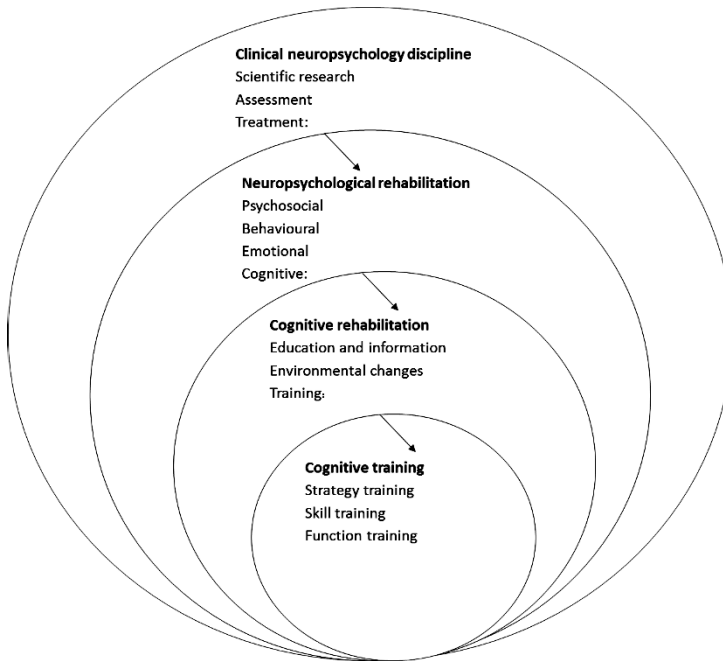 Clinical neuropsychology discipline
Scientific research
Assessment
Treatment:
Neuropsychological rehabilitation
Psychosocial
Behavioural
Emotional
Cognitive:
Cognitive rehabilitation
Education and information
Environmental changes
Training:
Cognitive training
Strategy training
Skill training
Function training